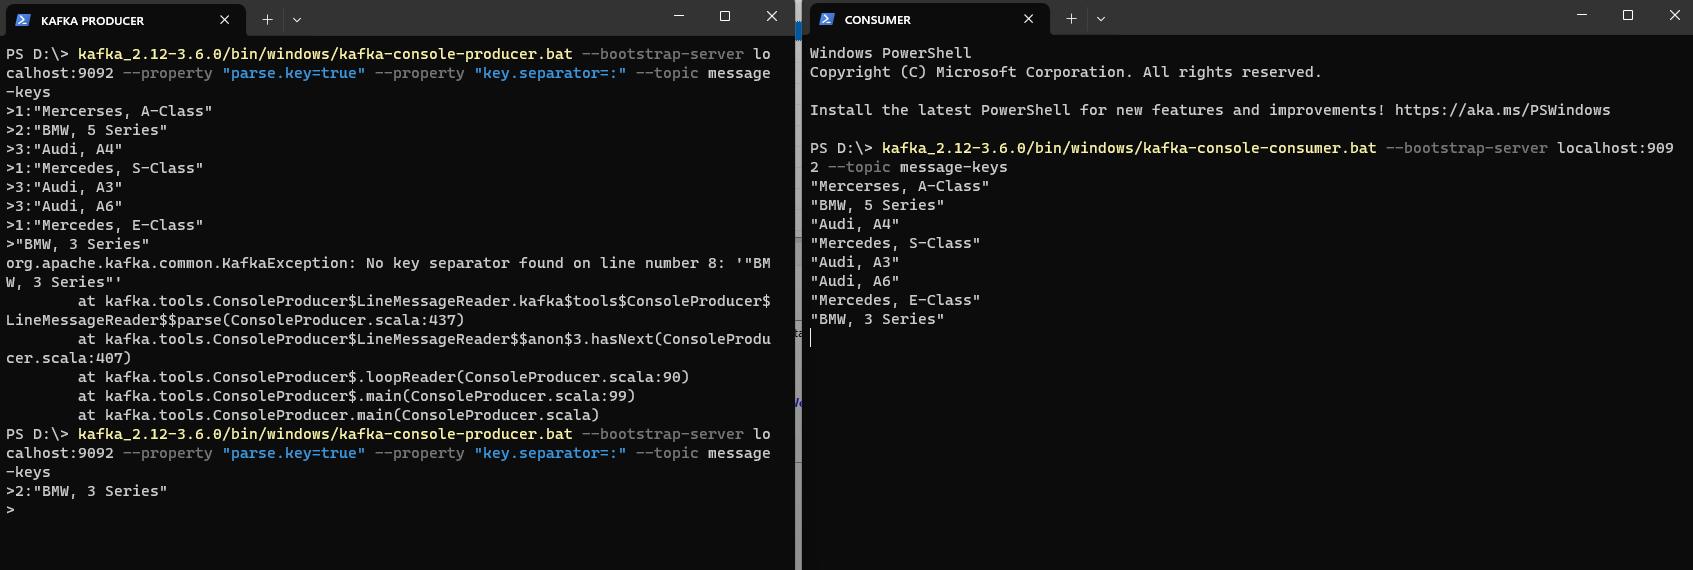 KAFKA PRODUCER
PS D:\> kafka_2.12-3.6.0/bin/windows/kafka-console-producer.bat --bootstrap-server lo
calhost:9092 --property "parse.key=true" --property "key.separator=:" --topic message
-keys
>1:"Mercerses, A-Class"
>2:"BMW, 5 Series"
>3:"Audi, A4"
>1:"Mercedes, S-Class"
>3:"Audi, A3"
>3:"Audi, A6"
>1:"Mercedes, E-Class"
>"BMW, 3 Series"
org.apache.kafka.common.KafkaException: No key separator found on line number 8: '"BM
W, 3 Series"'
        at kafka.tools.ConsoleProducer$LineMessageReader.kafka$tools$ConsoleProducer$
LineMessageReader$$parse(ConsoleProducer.scala:437)
        at kafka.tools.ConsoleProducer$LineMessageReader$$anon$3.hasNext(ConsoleProdu
cer.scala:407)
        at kafka.tools.ConsoleProducer$.loopReader(ConsoleProducer.scala:90)
        at kafka.tools.ConsoleProducer$.main(ConsoleProducer.scala:99)
        at kafka.tools.ConsoleProducer.main(ConsoleProducer.scala)
PS D:\> kafka_2.12-3.6.0/bin/windows/kafka-console-producer.bat --bootstrap-server lo
calhost:9092 --property "parse.key=true" --property "key.separator=:" --topic message
-keys
>2:"BMW, 3 Series"
>
CONSUMER
Windows PowerShell
Copyright (C) Microsoft Corporation. All rights reserved.
Install the latest PowerShell for new features and improvements! https://aka.ms/PSWindows
PS D:\> kafka_2.12-3.6.0/bin/windows/kafka-console-consumer.bat --bootstrap-server localhost:909
2 --topic message-keys
"Mercerses, A-Class"
"BMW, 5 Series"
"Audi, A4"
"Mercedes, S-Class"
"Audi, A3"
"Audi, A6"
"Mercedes, E-Class"
"BMW, 3 Series"